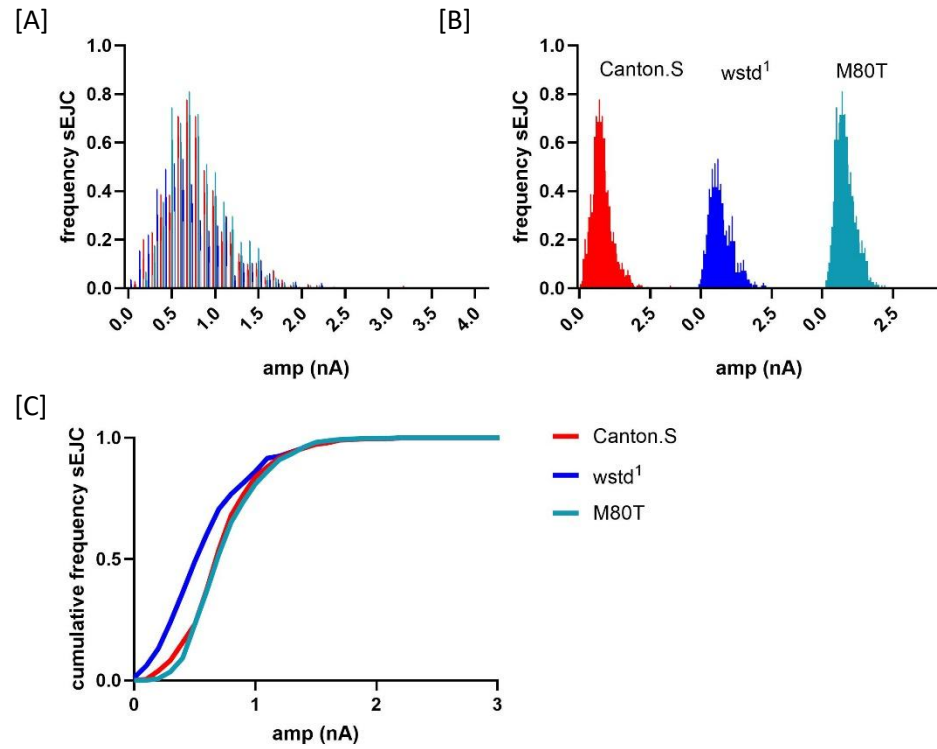 [A]
[B]
frequency sEJC
1.0
0.8
0.6
0.4
0.2
0.0
0.0 0.5 1.0 1.5 2.0 2.5 3.0 3.5 4.0
amp (nA)
frequency sEJC
1.0
0.8
0.6
0.4
0.2
0.0
Canton.S wstd¹ M80T
0.0 2.5 0.0 2.5 0.0 2.5
amp (nA)
[C]
cumulative frequency sEJC
1.0
0.5
0.0
0 1 2 3
amp (nA)
Canton.S
wstd¹
M80T